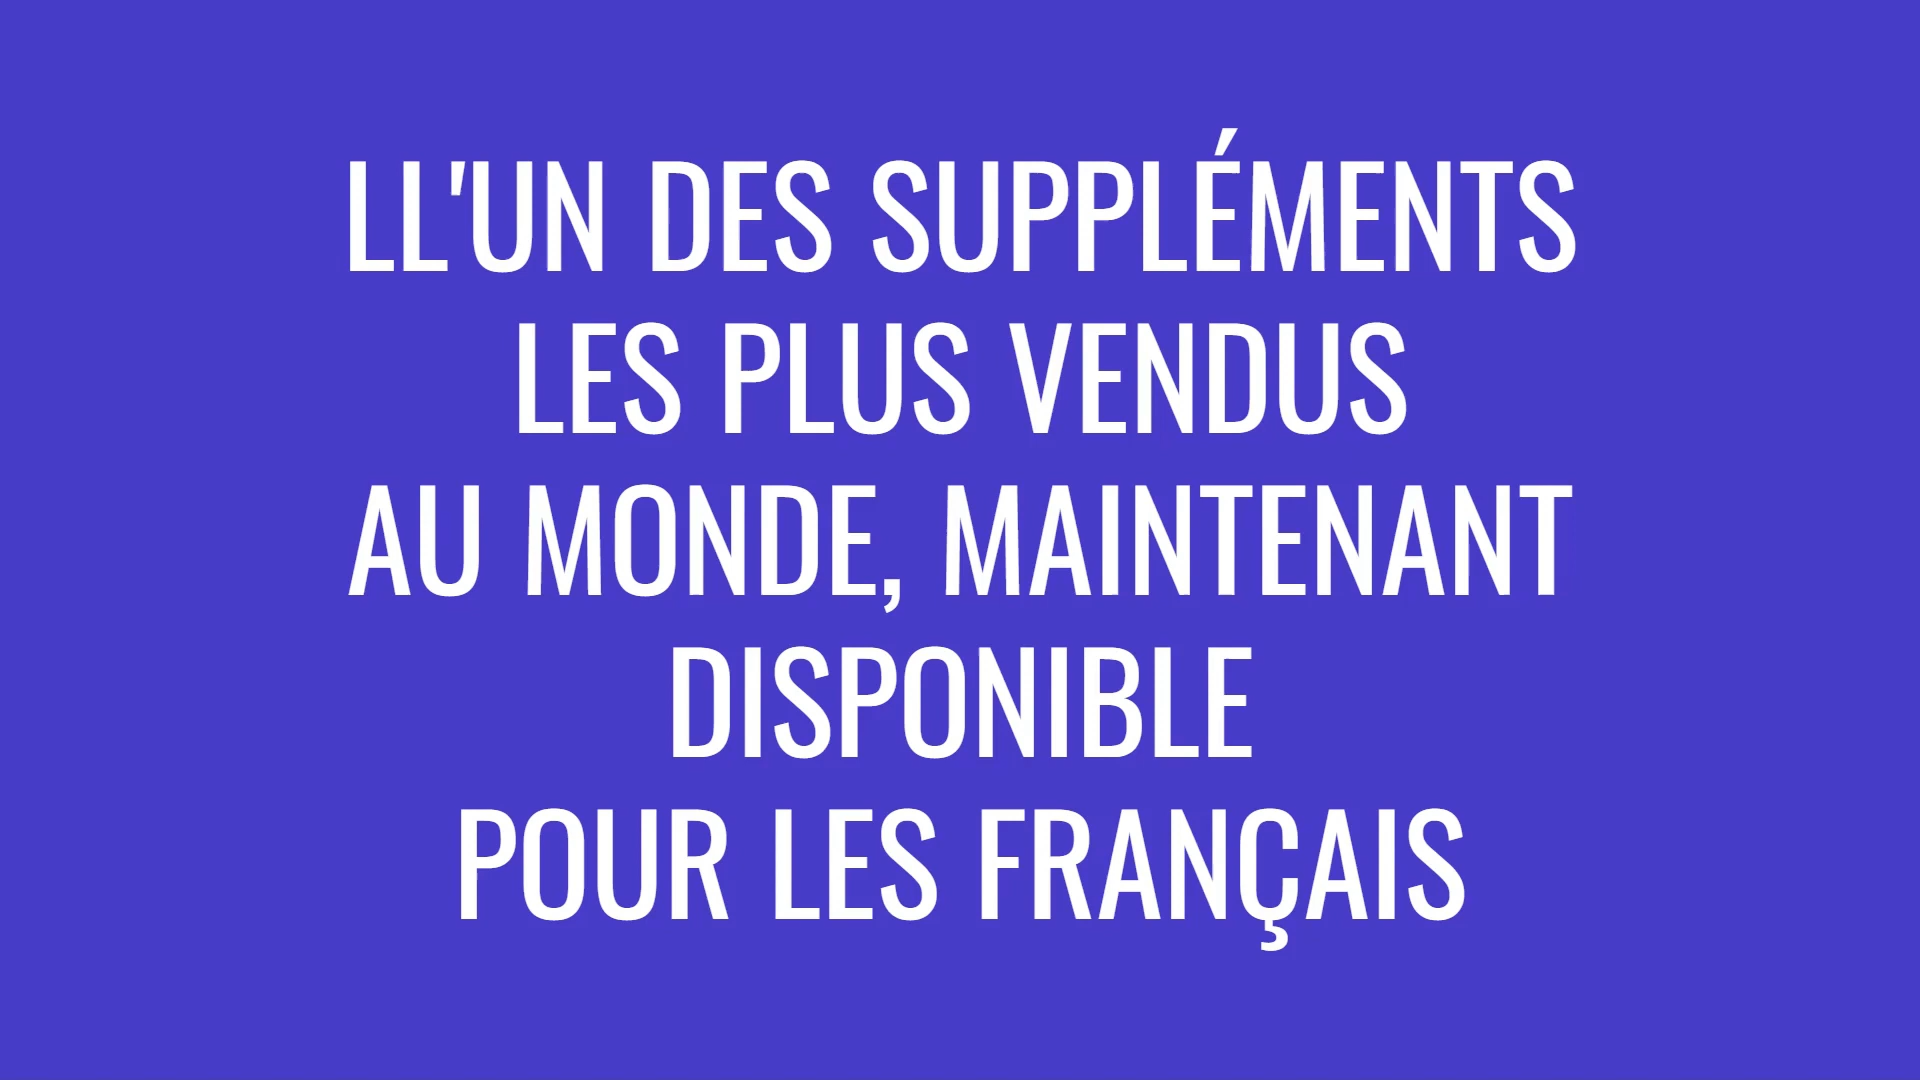 LL'UN DES SUPPLÉMENTS
LES PLUS VENDUS
AU MONDE, MAINTENANT
DISPONIBLE
POUR LES FRANÇAIS